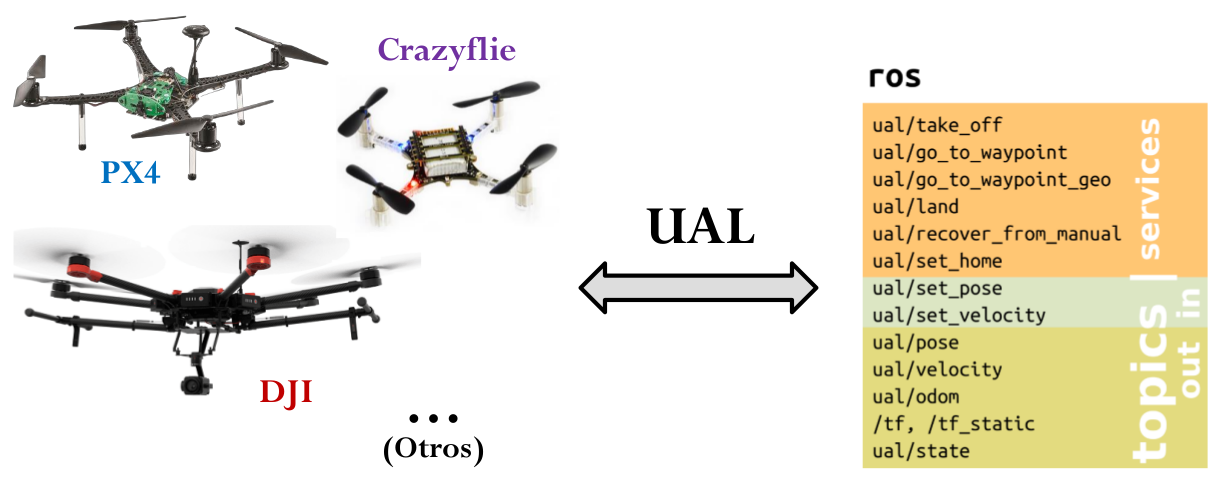 Crazyflie
PX4
DJI
...
(Otros)
UAL
ros
ual/take_off
ual/go_to_waypoint
ual/go_to_waypoint_geo
ual/land
ual/recover_from_manual
ual/set_home
ual/set_pose
ual/set_velocity
ual/pose
ual/velocity
ual/odom
/tf, /tf_static
ual/state
topics | services
out in